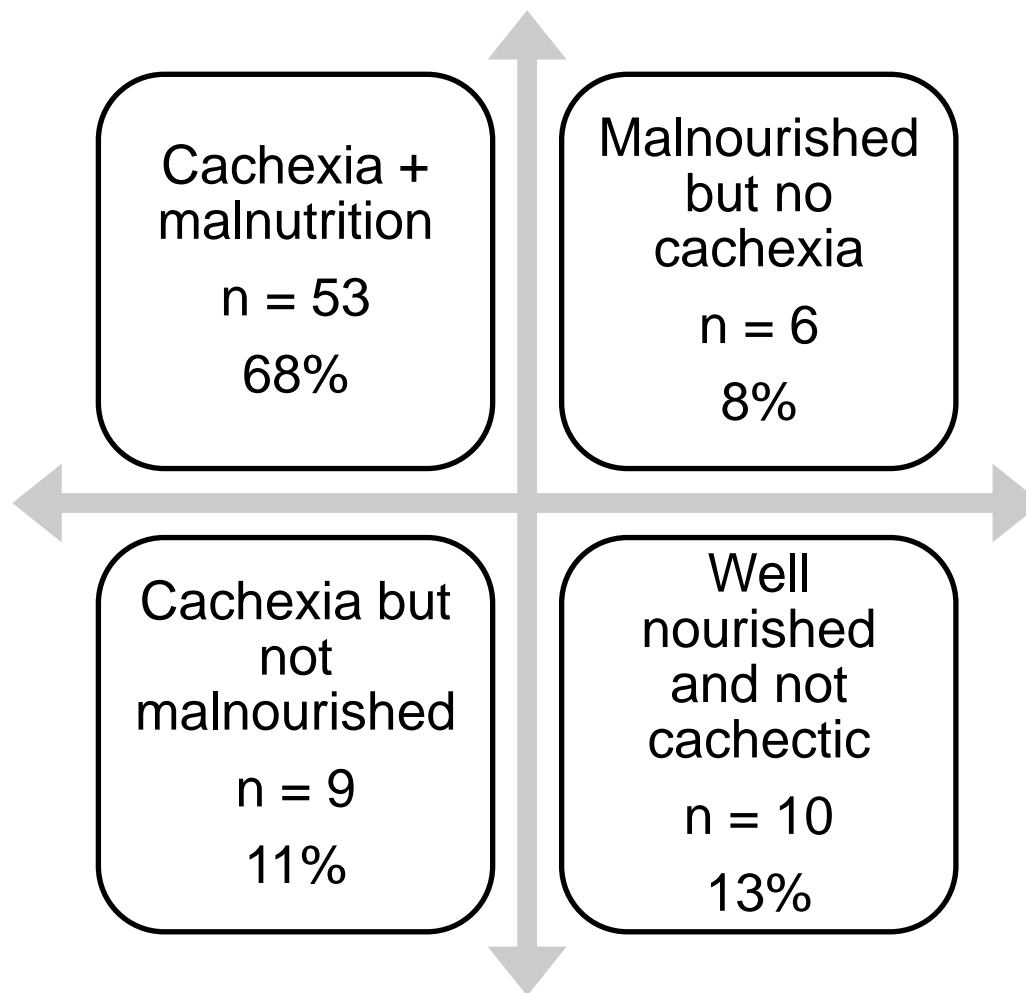 Cachexia +
malnutrition
n = 53
68%
Malnourished
but no
cachexia
n = 6
8%
Cachexia but
not
malnourished
n = 9
11%
Well
nourished
and not
cachectic
n = 10
13%